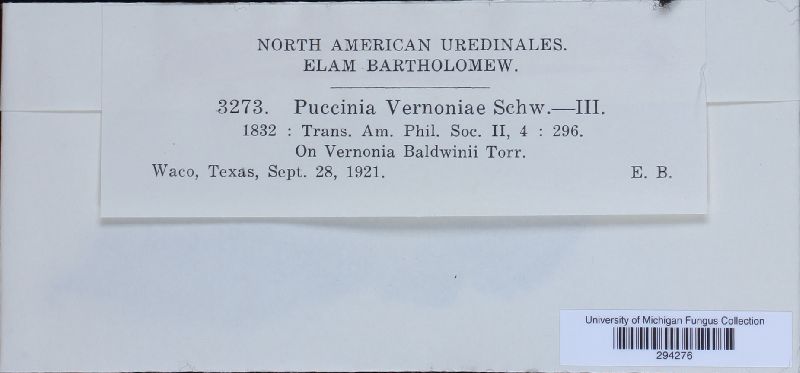 NORTH AMERICAN UREDINALES.
ELAM BARTHOLOMEW.
3273. Puccinia Vernoniae Schw.—III.
1832 : Trans. Am. Phil. Soc. II, 4 : 296.
On Vernonia Baldwinii Torr.
Waco, Texas, Sept. 28, 1921. E. B.
University of Michigan Fungus Collection
294276